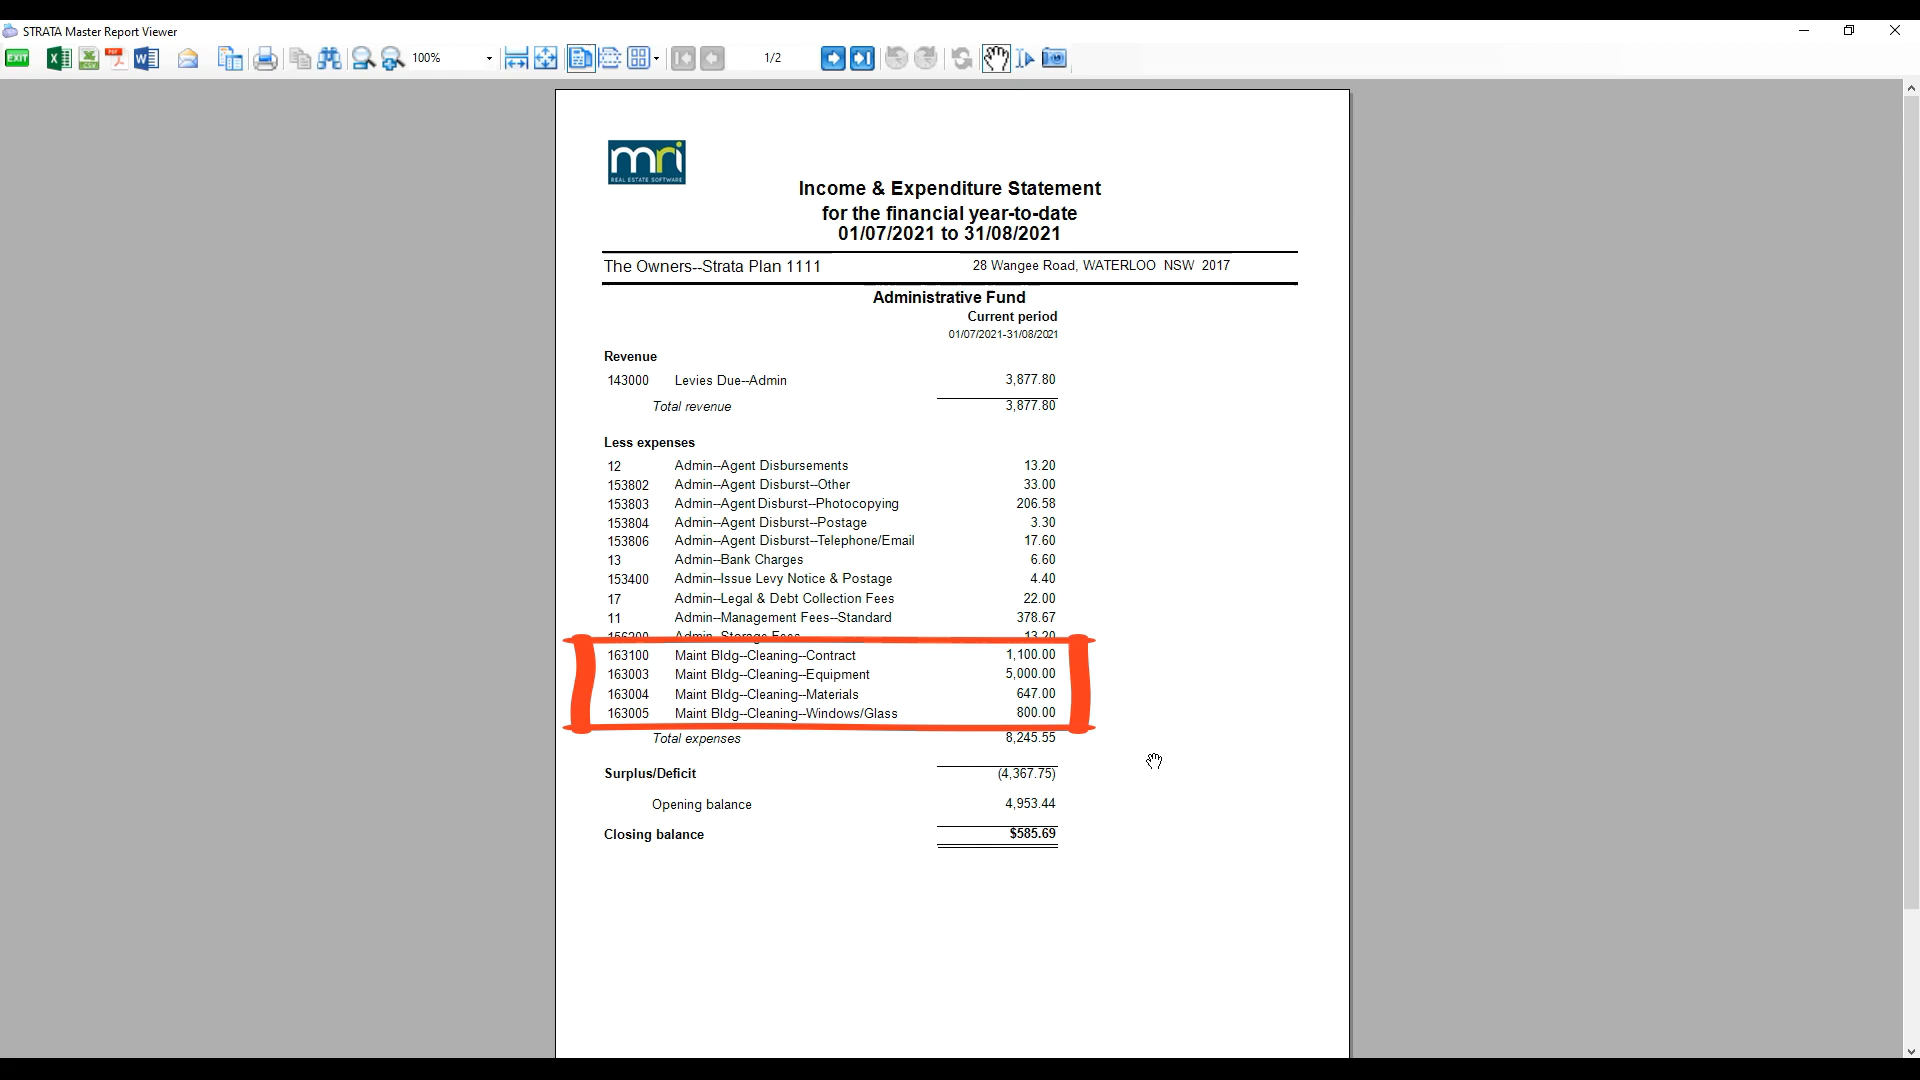 STRATA Master Report Viewer
EXIT
100%
1/2
mri
REAL ESTATE SOFTWARE
Income & Expenditure Statement
for the financial year-to-date
01/07/2021 to 31/08/2021
The Owners--Strata Plan 1111 28 Wangee Road, WATERLOO NSW 2017
Administrative Fund
Current period
01/07/2021-31/08/2021
Revenue
143000 Levies Due--Admin 3,877.80
Total revenue 3,877.80
Less expenses
12 Admin--Agent Disbursements 13.20
153802 Admin--Agent Disburst--Other 33.00
153803 Admin--Agent Disburst--Photocopying 206.58
153804 Admin--Agent Disburst--Postage 3.30
153806 Admin--Agent Disburst--Telephone/Email 17.60
13 Admin--Bank Charges 6.60
153400 Admin--Issue Levy Notice & Postage 4.40
17 Admin--Legal & Debt Collection Fees 22.00
11 Admin--Management Fees--Standard 378.67
156200 Admin--Storage Fees 13.20
163100 Maint Bldg--Cleaning--Contract 1,100.00
163003 Maint Bldg--Cleaning--Equipment 5,000.00
163004 Maint Bldg--Cleaning--Materials 647.00
163005 Maint Bldg--Cleaning--Windows/Glass 800.00
Total expenses 8,245.55
Surplus/Deficit (4,367.75)
Opening balance 4,953.44
Closing balance $585.69